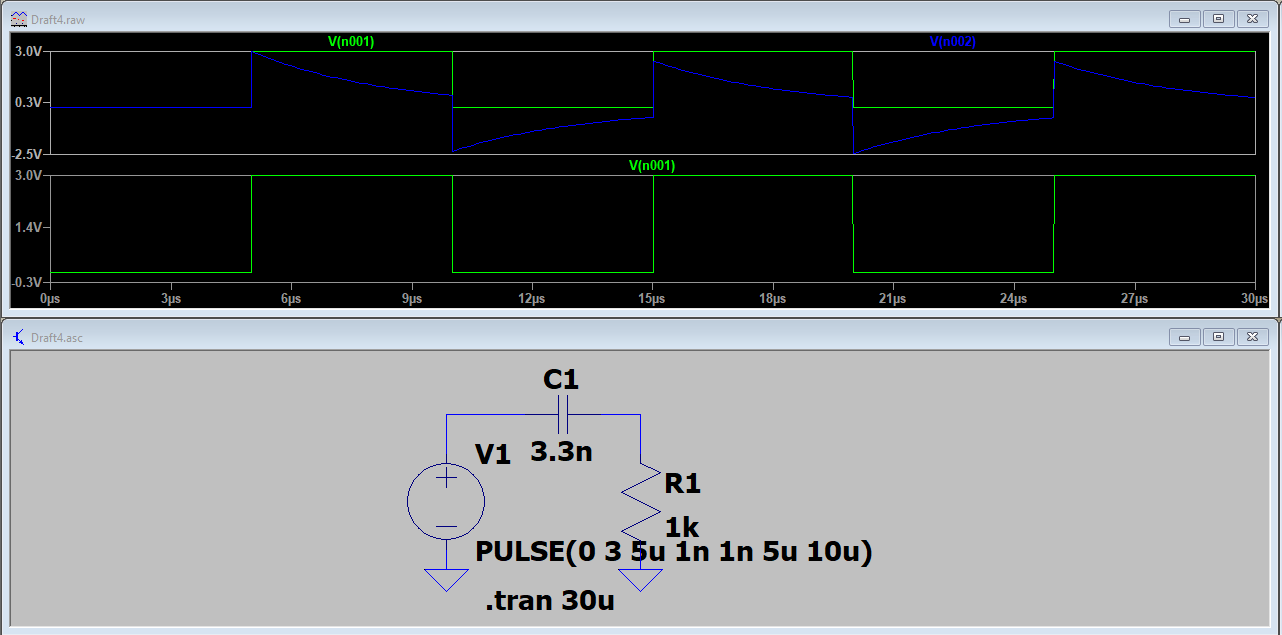 Draft4.raw
V(n001) V(n002)
3.0V
0.3V
-2.5V
V(n001)
3.0V
1.4V
-0.3V
0µs 3µs 6µs 9µs 12µs 15µs 18µs 21µs 24µs 27µs 30µs
Draft4.asc
C1
V1 3.3n
R1
1k
PULSE(0 3 5u 1n 1n 5u 10u)
.tran 30u